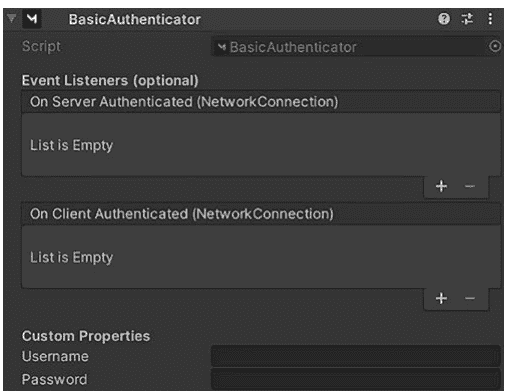 BasicAuthenticator
Script BasicAuthenticator
Event Listeners (optional)
On Server Authenticated (NetworkConnection)
List is Empty
On Client Authenticated (NetworkConnection)
List is Empty
Custom Properties
Username
Password